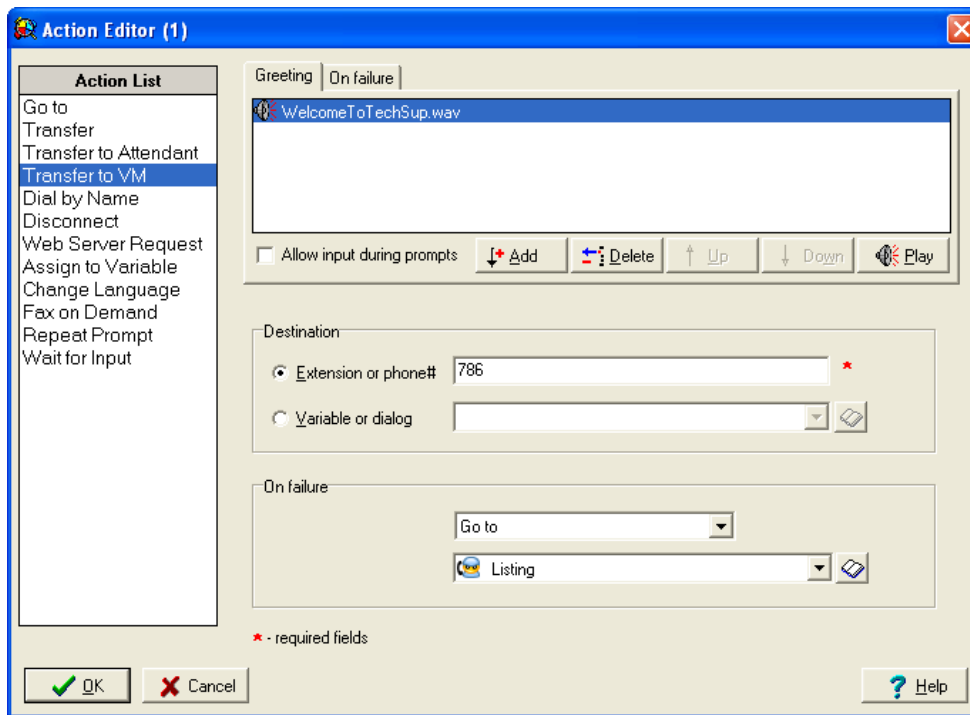 Action Editor (1)
Action List
Go to
Transfer
Transfer to Attendant
Transfer to VM
Dial by Name
Disconnect
Web Server Request
Assign to Variable
Change Language
Fax on Demand
Repeat Prompt
Wait for Input
Greeting On failure
WelcomeToTechSup.wav
Allow input during prompts Add Delete Up Down Play
Destination
Extension or phone# 786 *
Variable or dialog
On failure
Go to
Listing
* - required fields
OK Cancel ? Help